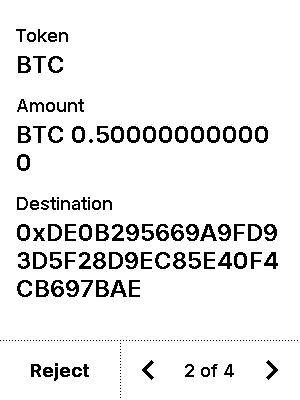 Token
BTC
Amount
BTC 0.50000000000
0
Destination
0xDE0B295669A9FD9
3D5F28D9EC85E40F4
CB697BAE
Reject
2 of 4